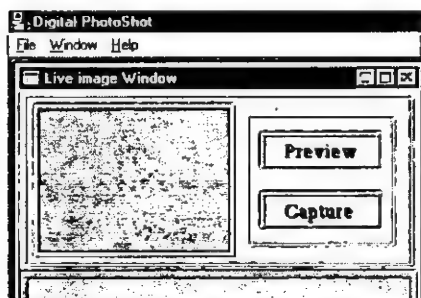 Digital PhotoShot
File Window Help
Live image Window
Preview
Capture